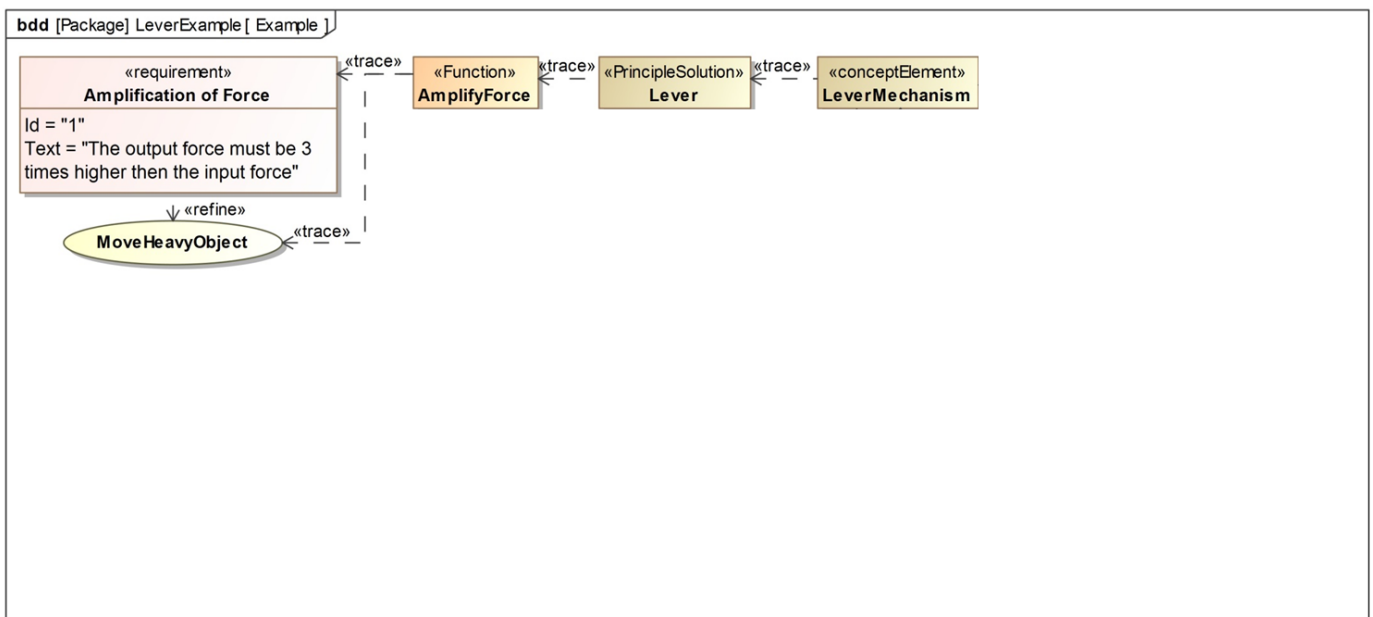 bdd [Package] LeverExample [ Example ]
«requirement»
Amplification of Force
Id = "1"
Text = "The output force must be 3
times higher then the input force"
«trace»
«Function»
AmplifyForce
«trace»
«PrincipleSolution»
Lever
«trace»
«conceptElement»
LeverMechanism
«refine»
MoveHeavyObject
«trace»